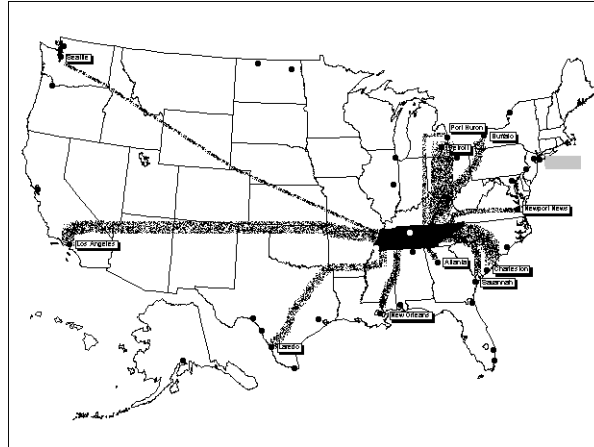 Seattle
Port Huron
Buffalo
Detroit
Newport News
Los Angeles
Atlanta
Charleston
Savannah
New Orleans
Laredo